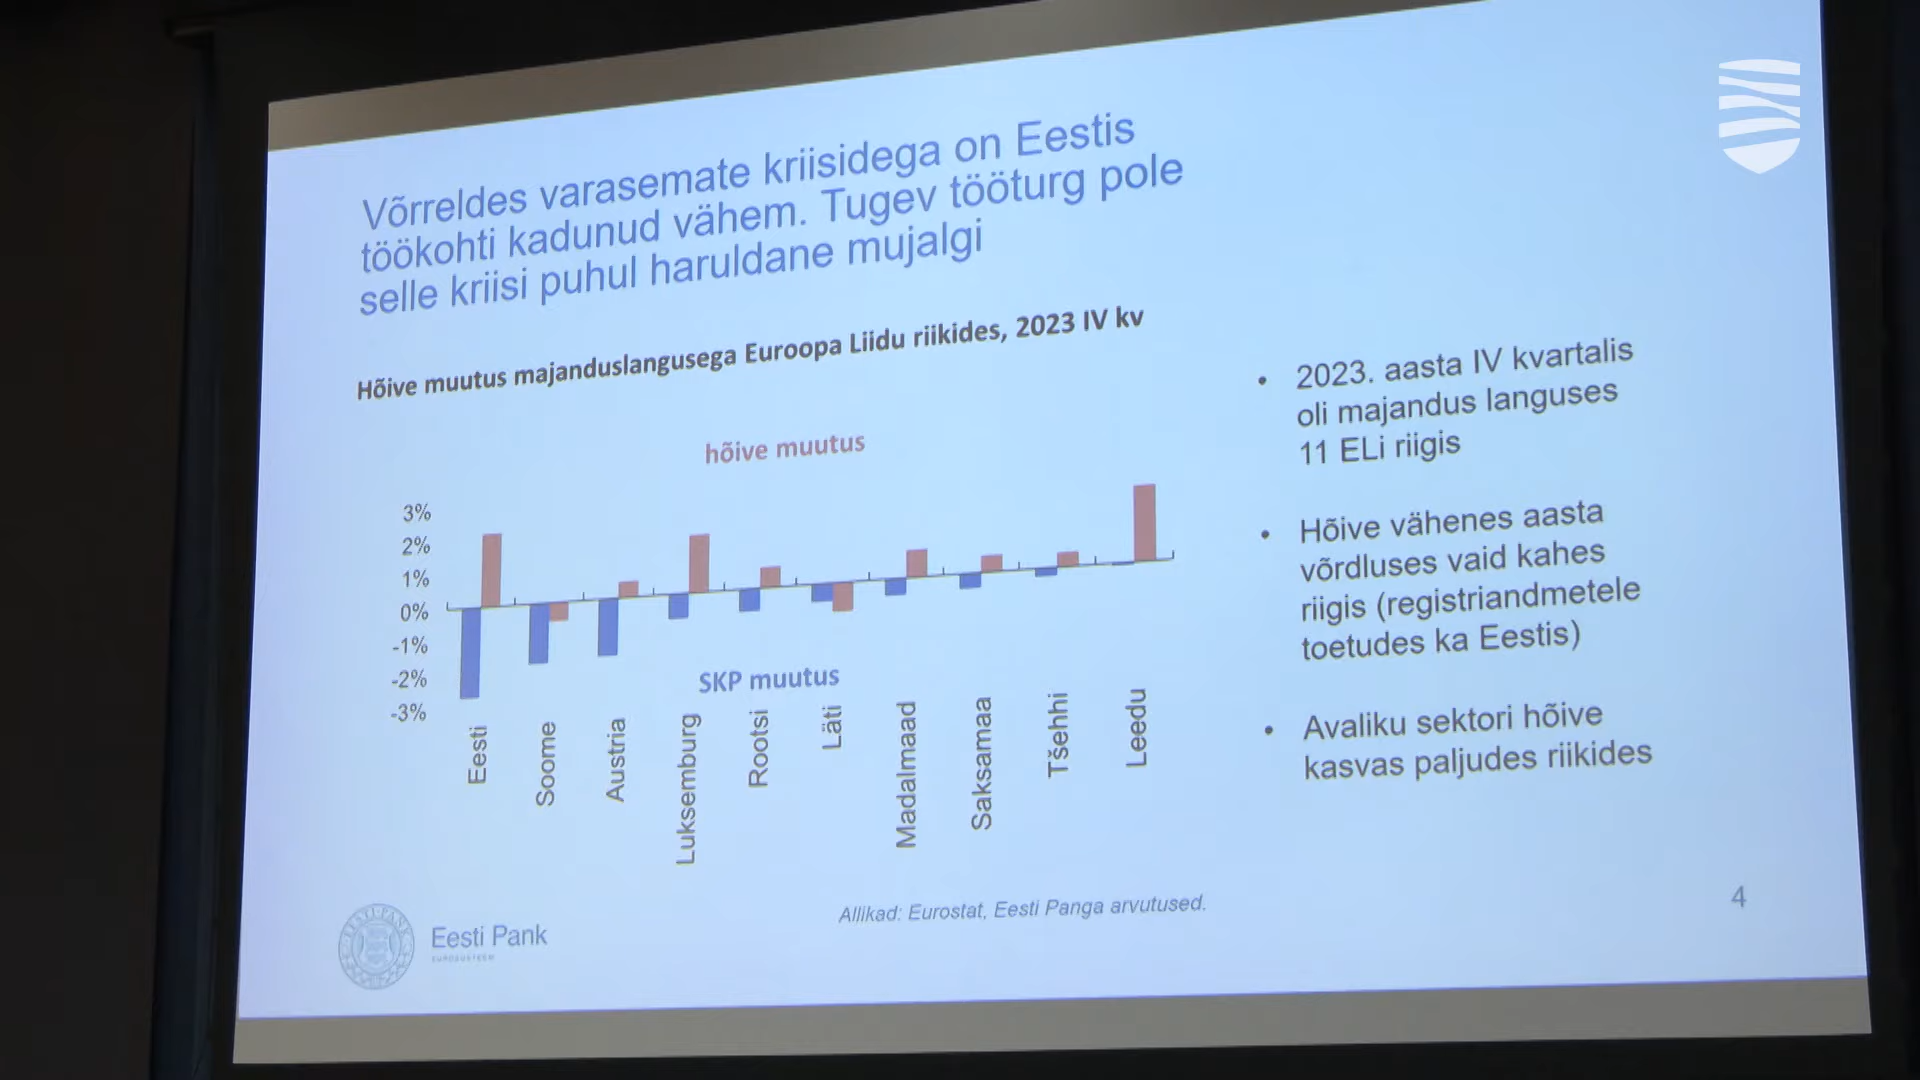 Võrreldes varasemate kriisidega on Eestis
töökohti kadunud vähem. Tugev tööturg pole
selle kriisi puhul haruldane mujalgi
Hõive muutus majanduslangusega Euroopa Liidu riikides, 2023 IV kv
hõive muutus
3%
2%
1%
0%
-1%
-2%
-3%
SKP muutus
Eesti
Soome
Austria
Luksemburg
Rootsi
Läti
Madalmaad
Saksamaa
Tšehhi
Leedu
• 2023. aasta IV kvartalis
oli majandus languses
11 ELi riigis
• Hõive vähenes aasta
võrdluses vaid kahes
riigis (registriandmetele
toetudes ka Eestis)
• Avaliku sektori hõive
kasvas paljudes riikides
Allikad: Eurostat, Eesti Panga arvutused.
EESTI PANK
Eesti Pank
EUROSÜSTEEM
4